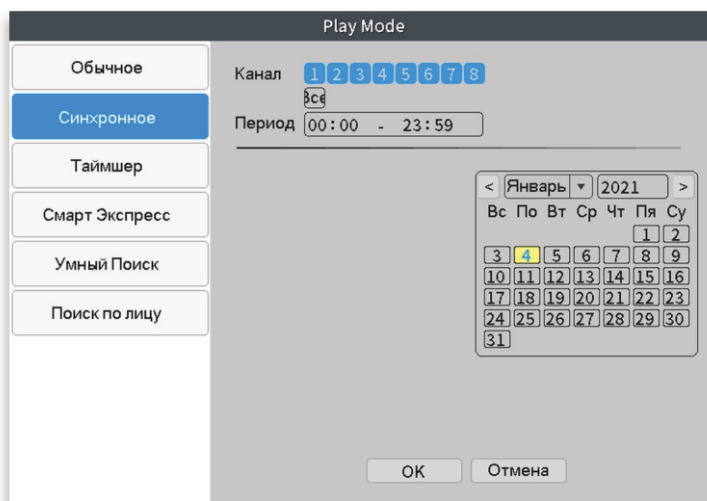 Play Mode
Обычное
Синхронное
Таймшер
Смарт Экспресс
Умный Поиск
Поиск по лицу
Канал 1 2 3 4 5 6 7 8
Все
Период 00:00 - 23:59
< Январь 2021 >
Вс По Вт Ср Чт Пя Су
1 2
3 4 5 6 7 8 9
10 11 12 13 14 15 16
17 18 19 20 21 22 23
24 25 26 27 28 29 30
31
OK Отмена